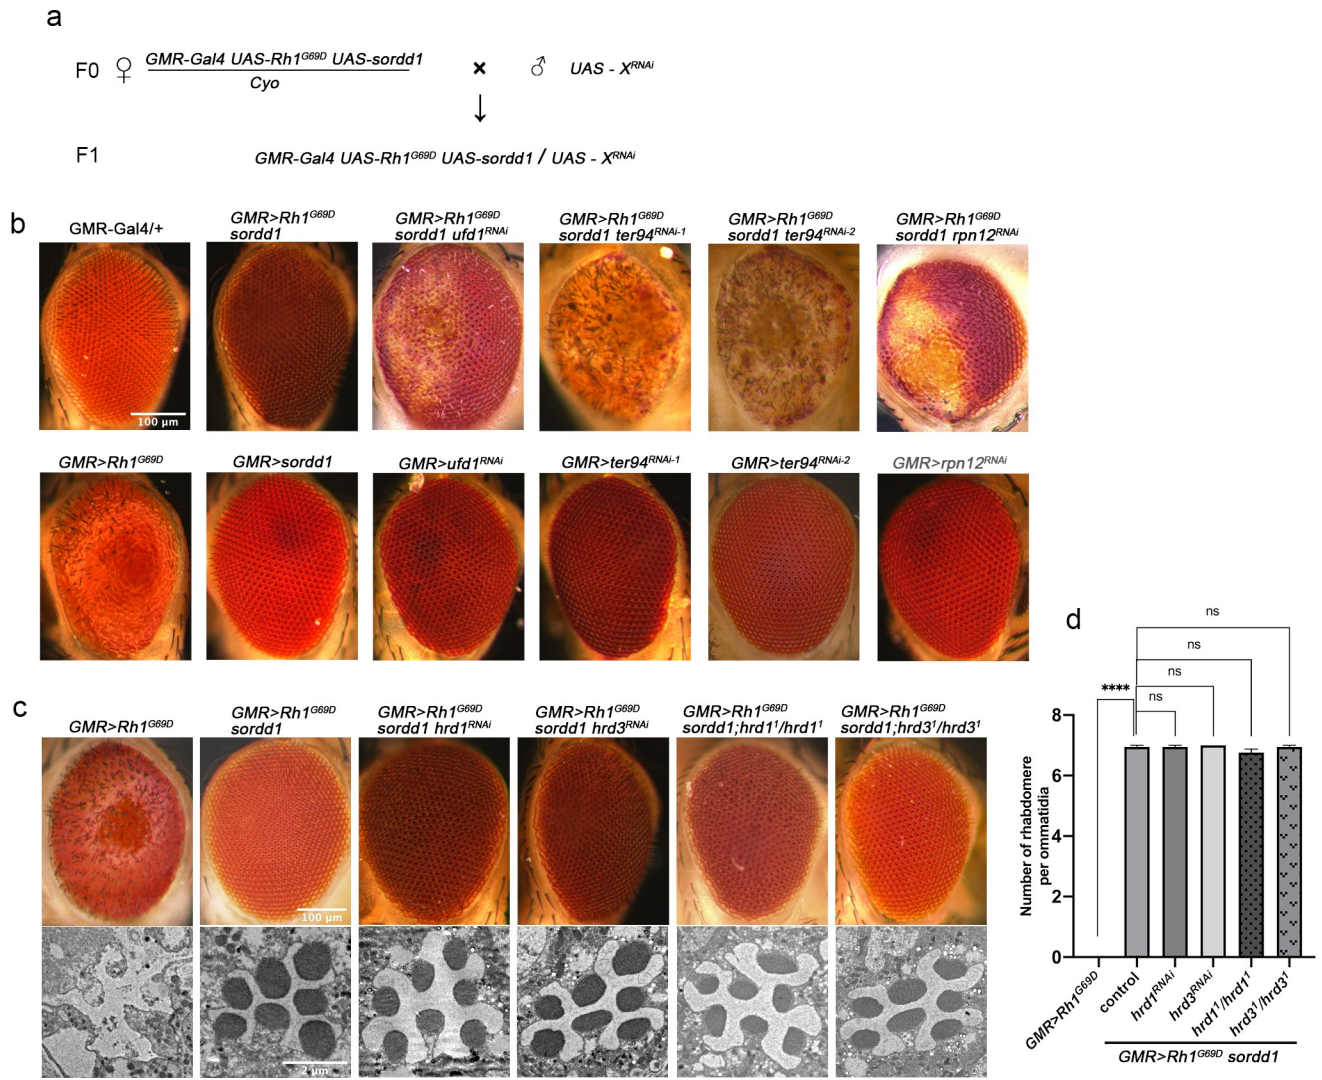 a
F0 ♀ GMR-Gal4 UAS-Rh1G69D UAS-sordd1 × ♂ UAS - XRNAi
Cyo
↓
F1 GMR-Gal4 UAS-Rh1G69D UAS-sordd1 / UAS - XRNAi
b
GMR-Gal4/+
GMR>Rh1G69D
sordd1
GMR>Rh1G69D
sordd1 ufd1RNAi
GMR>Rh1G69D
sordd1 ter94RNAi-1
GMR>Rh1G69D
sordd1 ter94RNAi-2
GMR>Rh1G69D
sordd1 rpn12RNAi
100 µm
GMR>Rh1G69D
GMR>sordd1
GMR>ufd1RNAi
GMR>ter94RNAi-1
GMR>ter94RNAi-2
GMR>rpn12RNAi
c
GMR>Rh1G69D
GMR>Rh1G69D
sordd1
GMR>Rh1G69D
sordd1 hrd1RNAi
GMR>Rh1G69D
sordd1 hrd3RNAi
GMR>Rh1G69D
sordd1;hrd11/hrd11
GMR>Rh1G69D
sordd1;hrd31/hrd31
100 µm
2 µm
d
ns
ns
ns
****
ns
8
6
4
2
0
Number of rhabdomere
per ommatidia
GMR>Rh1G69D
control
hrd1RNAi
hrd3RNAi
hrd11/hrd11
hrd31/hrd31
GMR>Rh1G69D sordd1